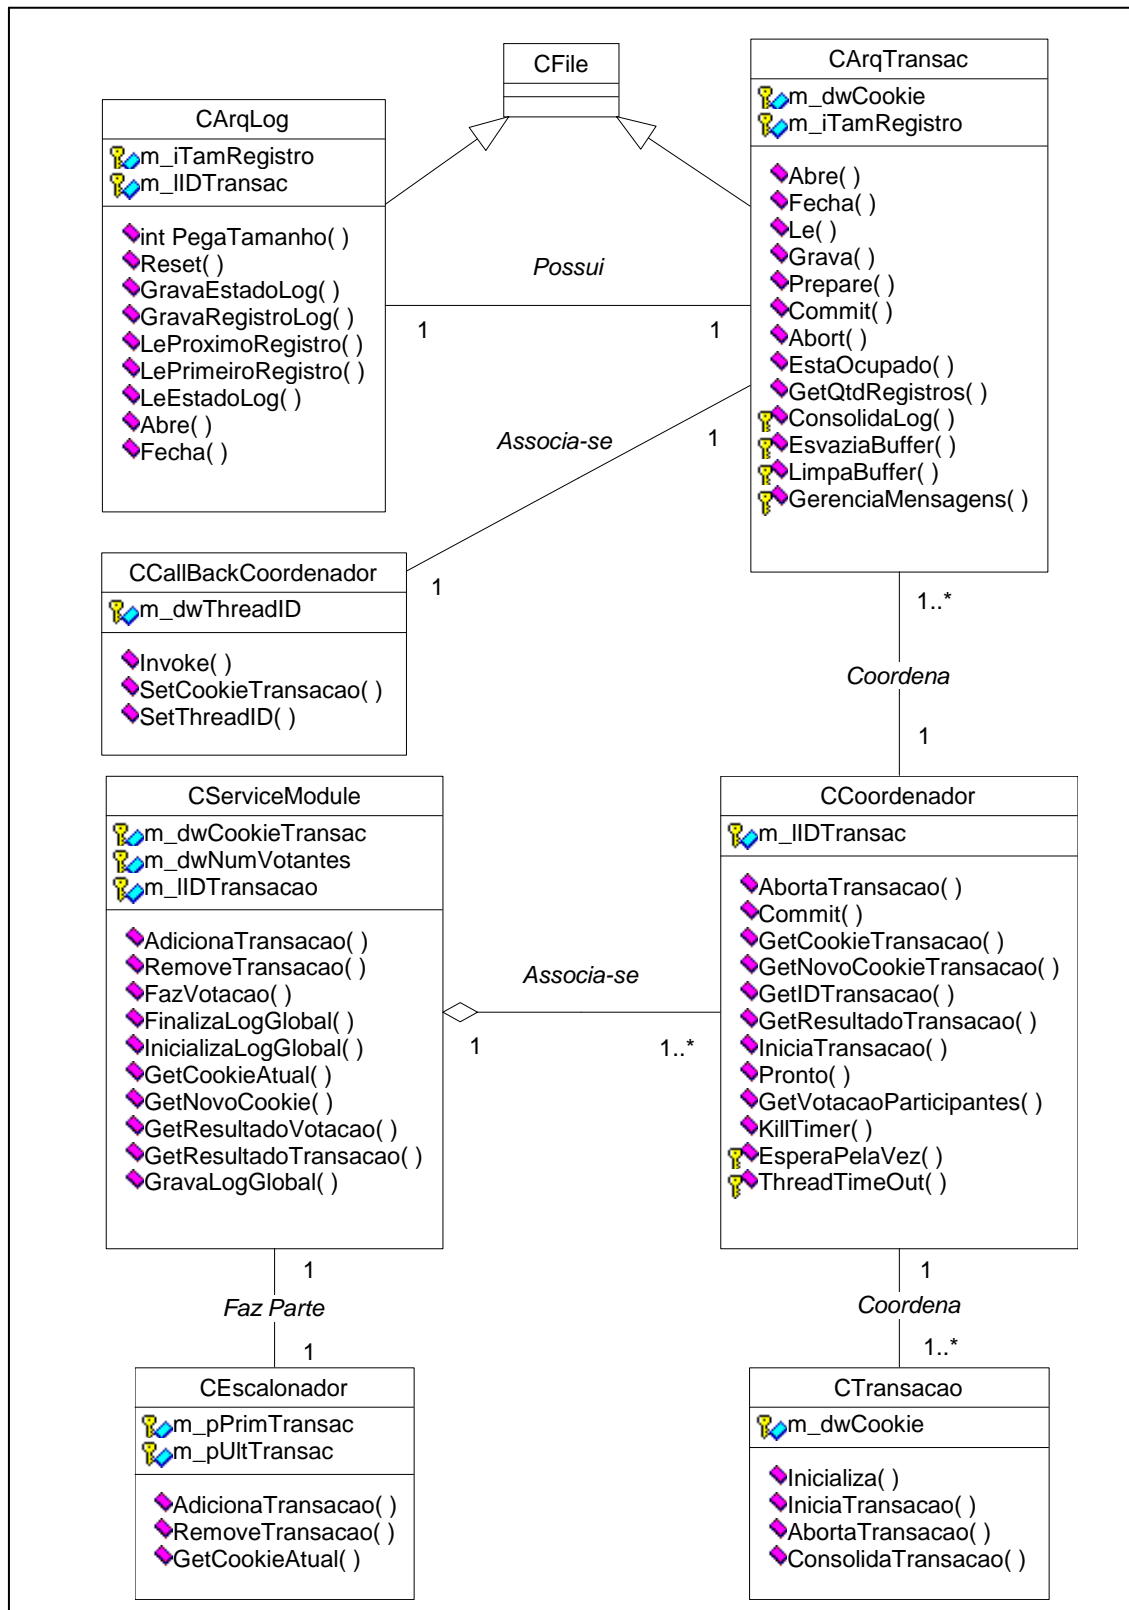 CFile
CArqTransac
m_dwCookie
m_iTamRegistro
Abre( )
Fecha( )
Le( )
Grava( )
Prepare( )
Commit( )
Abort( )
EstaOcupado( )
GetQtdRegistros( )
ConsolidaLog( )
EsvaziaBuffer( )
LimpaBuffer( )
GerenciaMensagens( )
CArqLog
m_iTamRegistro
m_lIDTransac
int PegaTamanho( )
Reset( )
GravaEstadoLog( )
GravaRegistroLog( )
LeProximoRegistro( )
LePrimeiroRegistro( )
LeEstadoLog( )
Abre( )
Fecha( )
Possui
1
1
Associa-se
1
1
CCallBackCoordenador
m_dwThreadID
Invoke( )
SetCookieTransacao( )
SetThreadID( )
1..*
Coordena
1
CServiceModule
m_dwCookieTransac
m_dwNumVotantes
m_lIDTransacao
AdicionaTransacao( )
RemoveTransacao( )
FazVotacao( )
FinalizaLogGlobal( )
InicializaLogGlobal( )
GetCookieAtual( )
GetNovoCookie( )
GetResultadoVotacao( )
GetResultadoTransacao( )
GravaLogGlobal( )
Associa-se
1
1..*
CCoordenador
m_lIDTransac
AbortaTransacao( )
Commit( )
GetCookieTransacao( )
GetNovoCookieTransacao( )
GetIDTransacao( )
GetResultadoTransacao( )
IniciaTransacao( )
Pronto( )
GetVotacaoParticipantes( )
KillTimer( )
EsperaPelaVez( )
ThreadTimeOut( )
1
Faz Parte
1
1
Coordena
1..*
CEscalonador
m_pPrimTransac
m_pUltTransac
AdicionaTransacao( )
RemoveTransacao( )
GetCookieAtual( )
CTransacao
m_dwCookie
Inicializa( )
IniciaTransacao( )
AbortaTransacao( )
ConsolidaTransacao( )